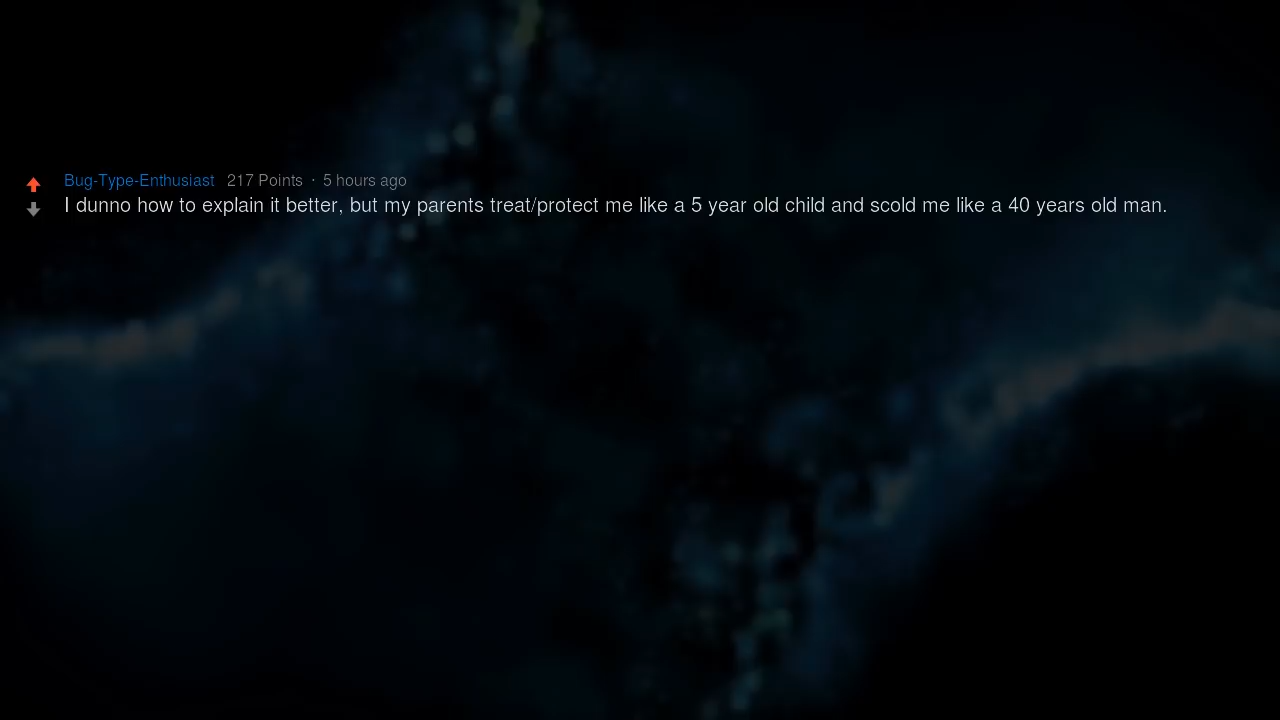 Bug-Type-Enthusiast 217 Points · 5 hours ago
I dunno how to explain it better, but my parents treat/protect me like a 5 year old child and scold me like a 40 years old man.